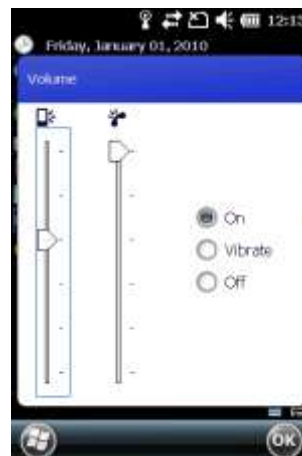 12:13
Friday, January 01, 2010
Volume
On
Vibrate
Off
OK